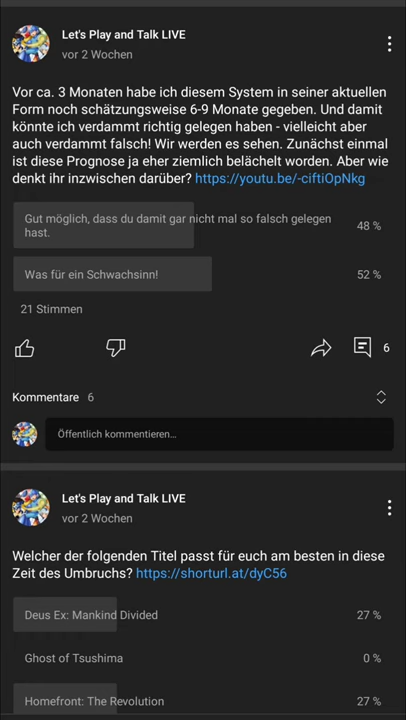 Let's Play and Talk LIVE
vor 2 Wochen
Vor ca. 3 Monaten habe ich diesem System in seiner aktuellen
Form noch schätzungsweise 6-9 Monate gegeben. Und damit
könnte ich verdammt richtig gelegen haben - vielleicht aber
auch verdammt falsch! Wir werden es sehen. Zunächst einmal
ist diese Prognose ja eher ziemlich belächelt worden. Aber wie
denkt ihr inzwischen darüber? https://youtu.be/-ciftiOpNkg
Gut möglich, dass du damit gar nicht mal so falsch gelegen
hast.
48 %
Was für ein Schwachsinn!
52 %
21 Stimmen
6
Kommentare 6
Öffentlich kommentieren...
Let's Play and Talk LIVE
vor 2 Wochen
Welcher der folgenden Titel passt für euch am besten in diese
Zeit des Umbruchs? https://shorturl.at/dyC56
Deus Ex: Mankind Divided
27 %
Ghost of Tsushima
0 %
Homefront: The Revolution
27 %